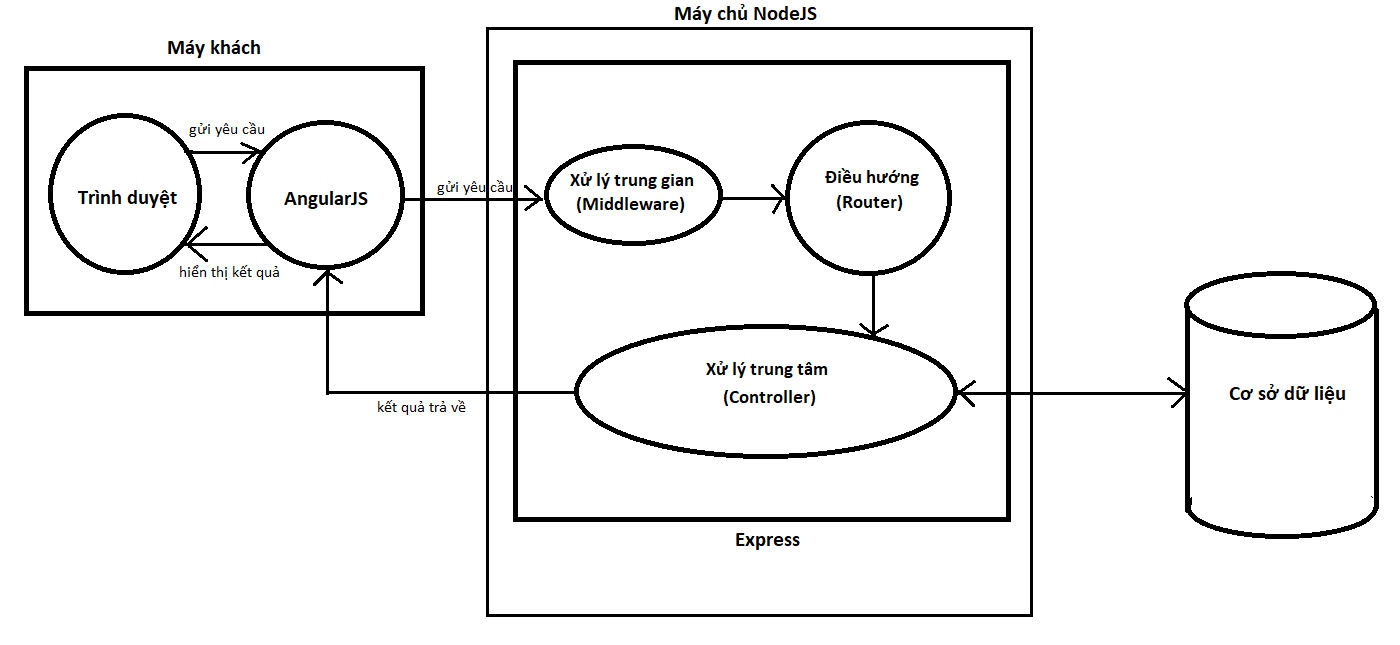 Máy chủ NodeJS
Máy khách
gửi yêu cầu
Trình duyệt
AngularJS
hiển thị kết quả
gửi yêu cầu
Xử lý trung gian
(Middleware)
Điều hướng
(Router)
Xử lý trung tâm
(Controller)
kết quả trả về
Cơ sở dữ liệu
Express